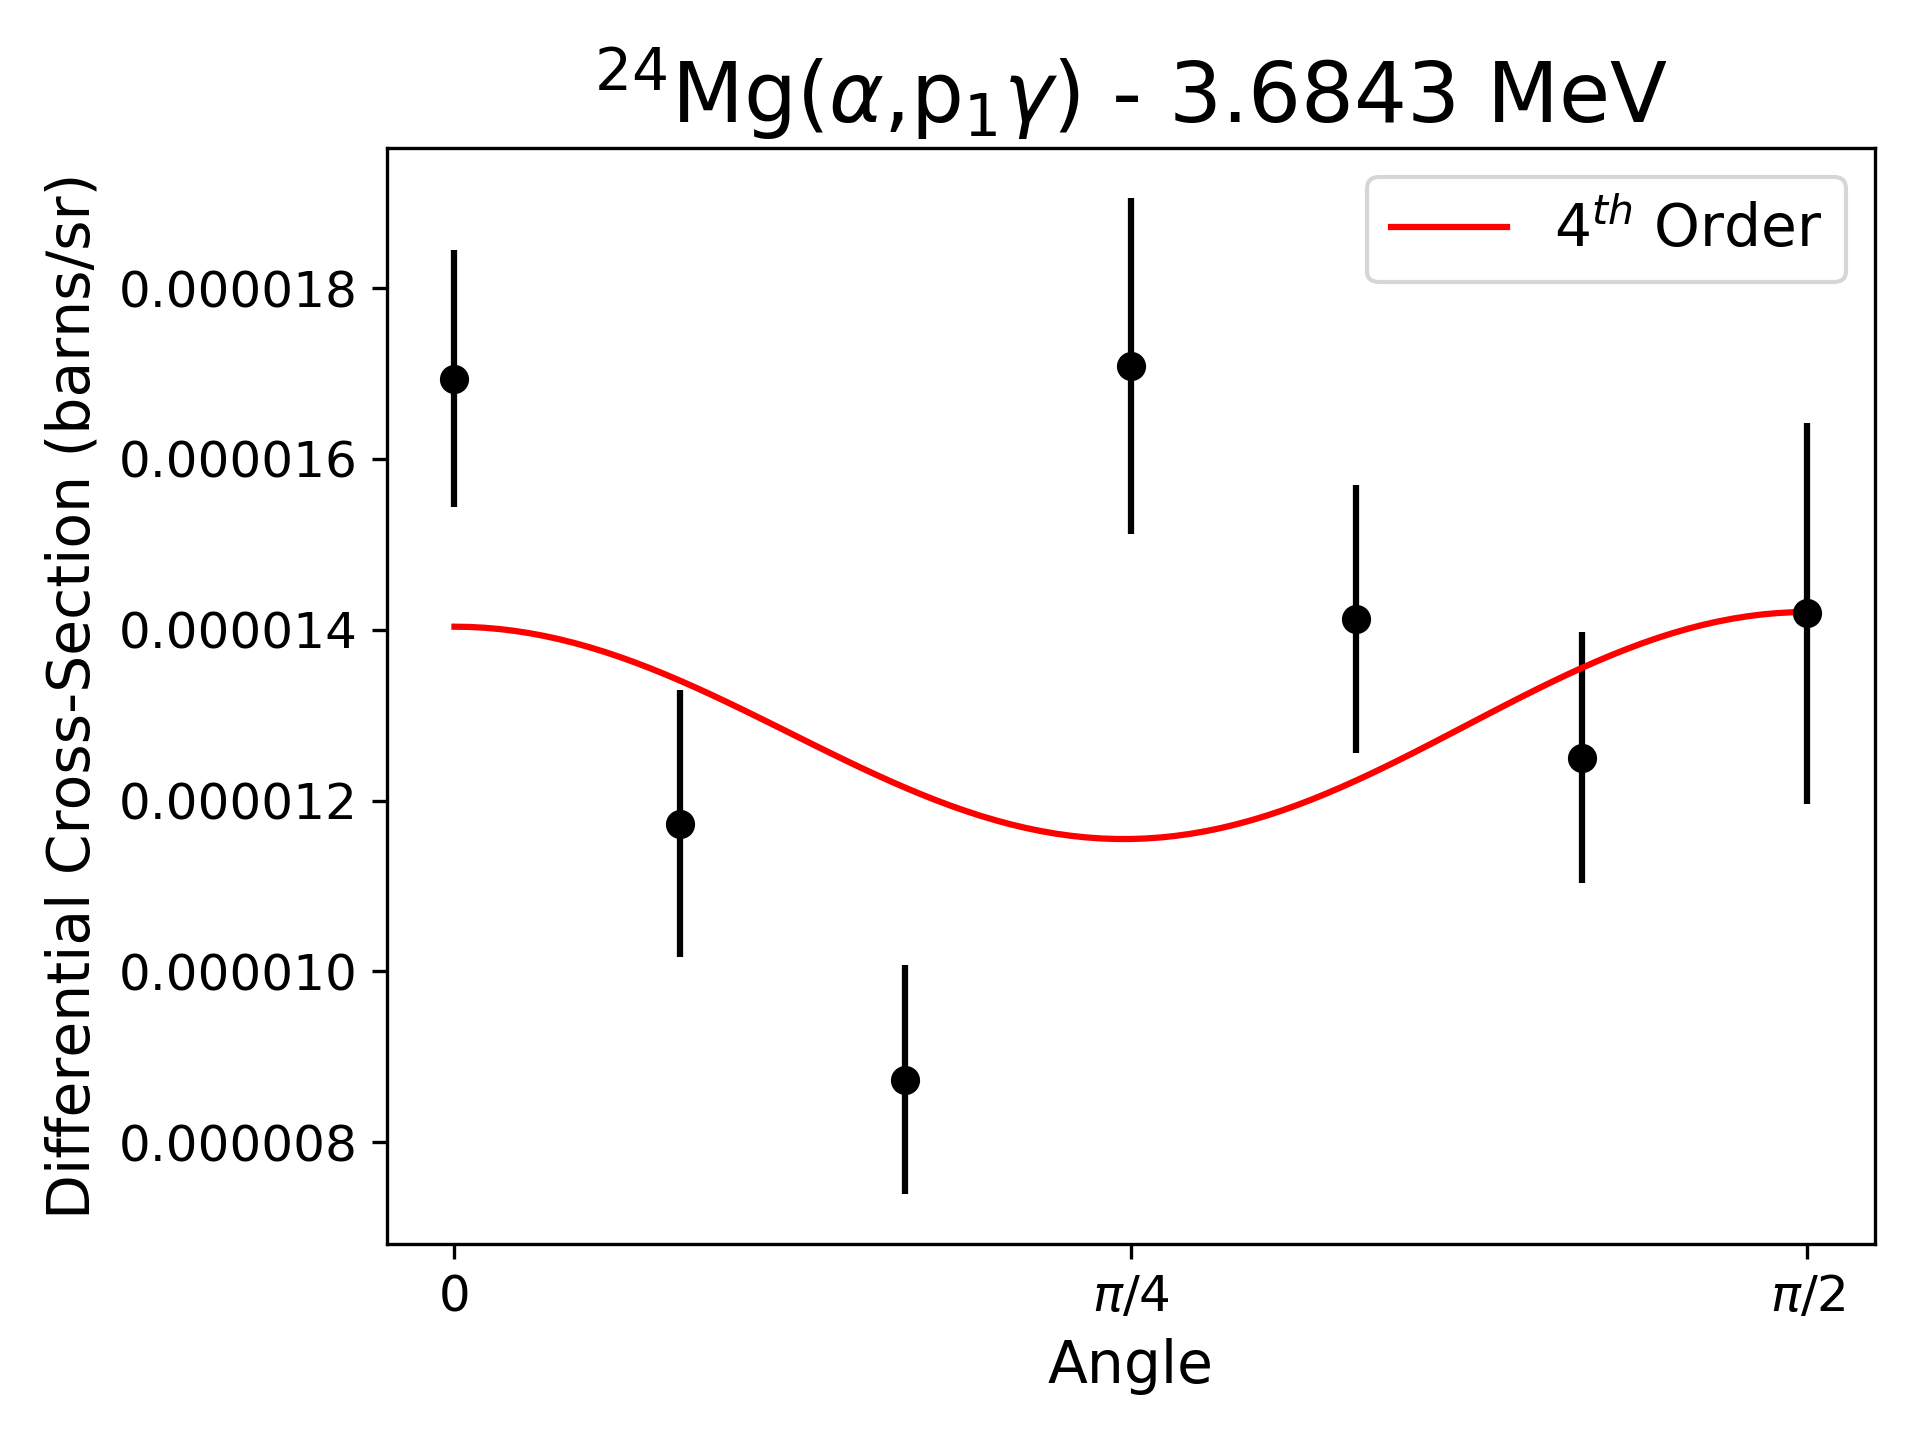 ²⁴Mg(α,p₁γ) - 3.6843 MeV
4ᵗʰ Order
Differential Cross-Section (barns/sr)
0.000018
0.000016
0.000014
0.000012
0.000010
0.000008
0 π/4 π/2
Angle